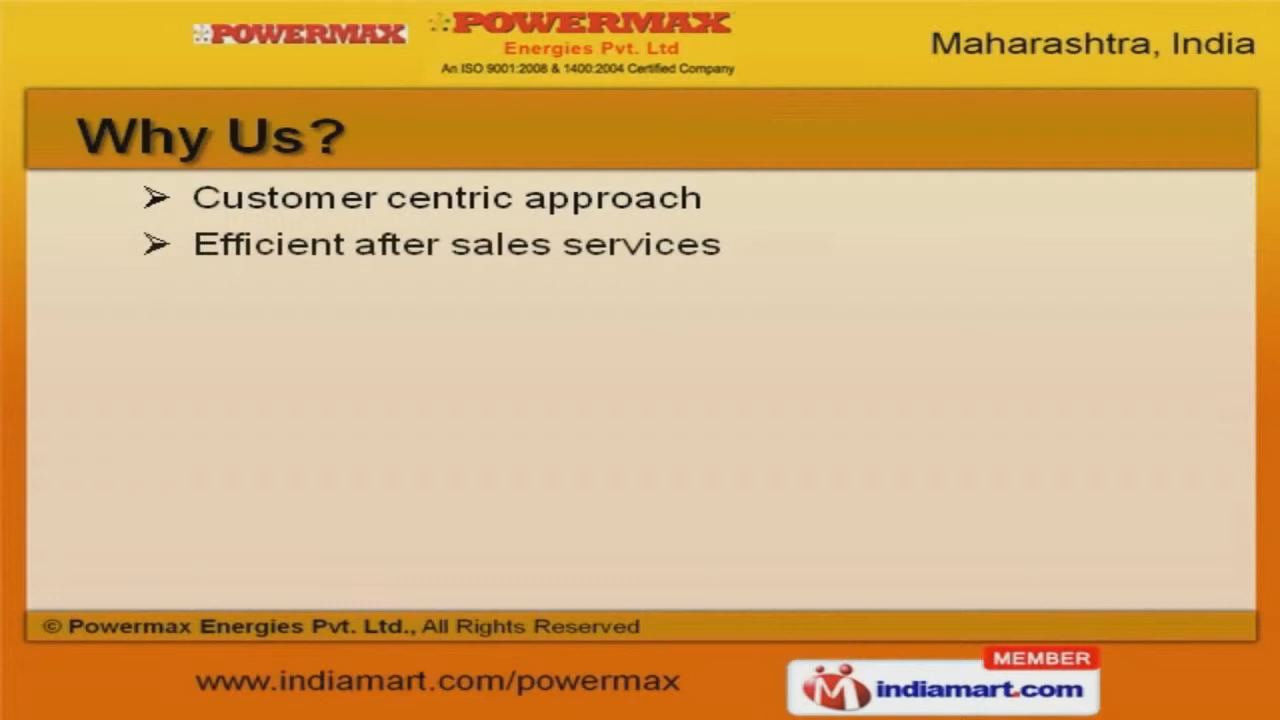 POWERMAX
POWERMAX
Energies Pvt. Ltd
An ISO 9001:2008 & 1400:2004 Certified Company
Maharashtra, India
Why Us?
➢ Customer centric approach
➢ Efficient after sales services
© Powermax Energies Pvt. Ltd., All Rights Reserved
www.indiamart.com/powermax
MEMBER
indiamart.com